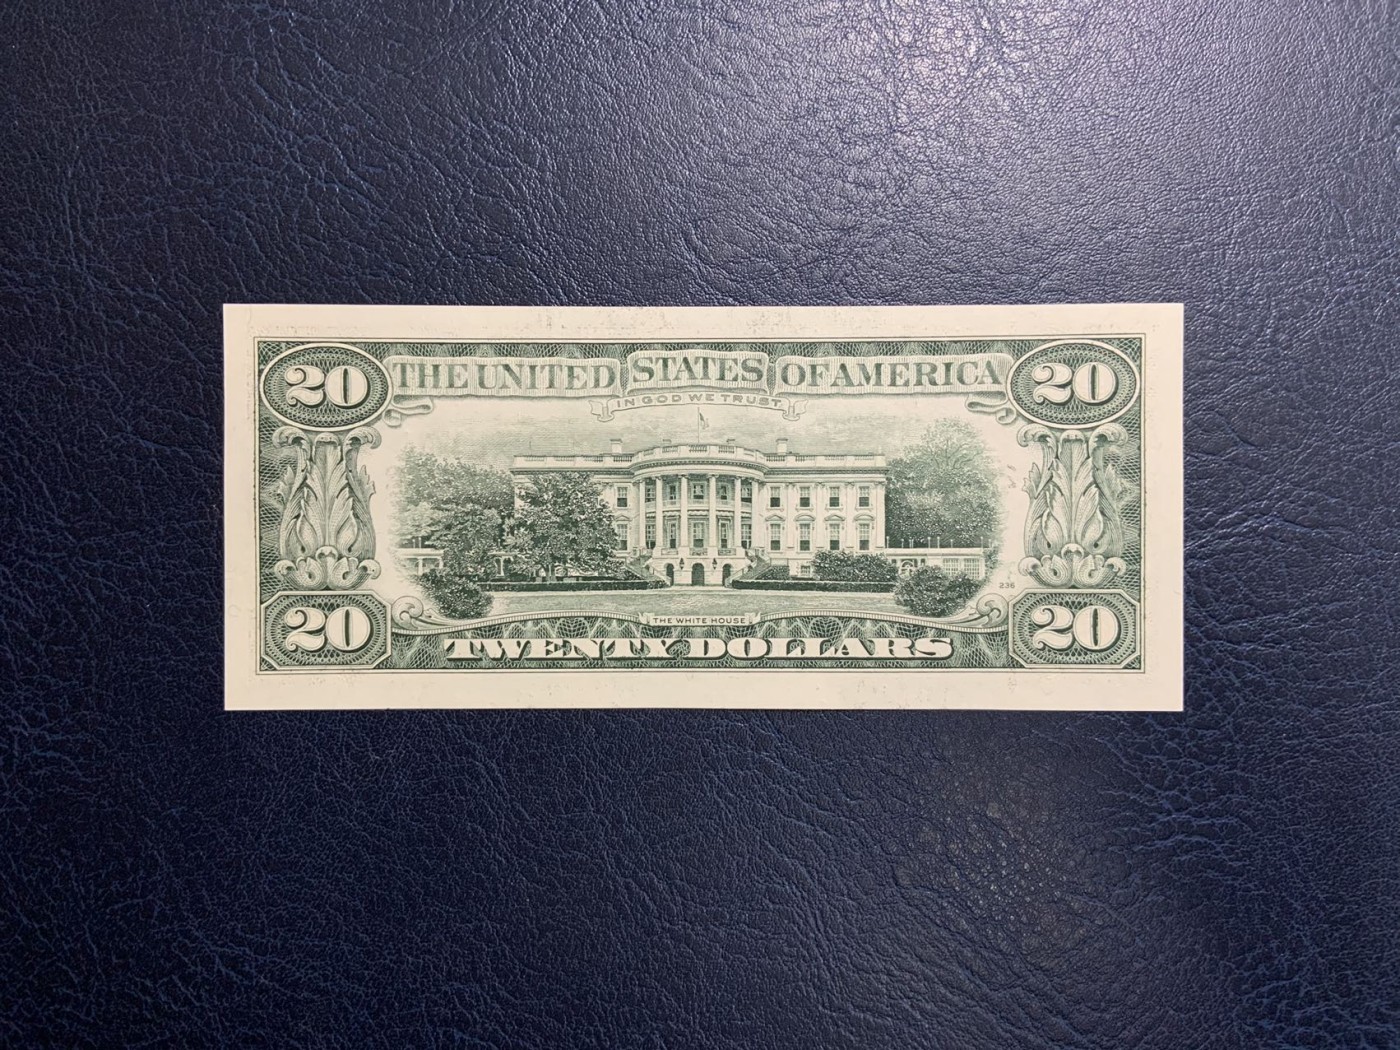 20 THE UNITED STATES OF AMERICA 20
IN GOD WE TRUST
236
20 THE WHITE HOUSE 20
TWENTY DOLLARS